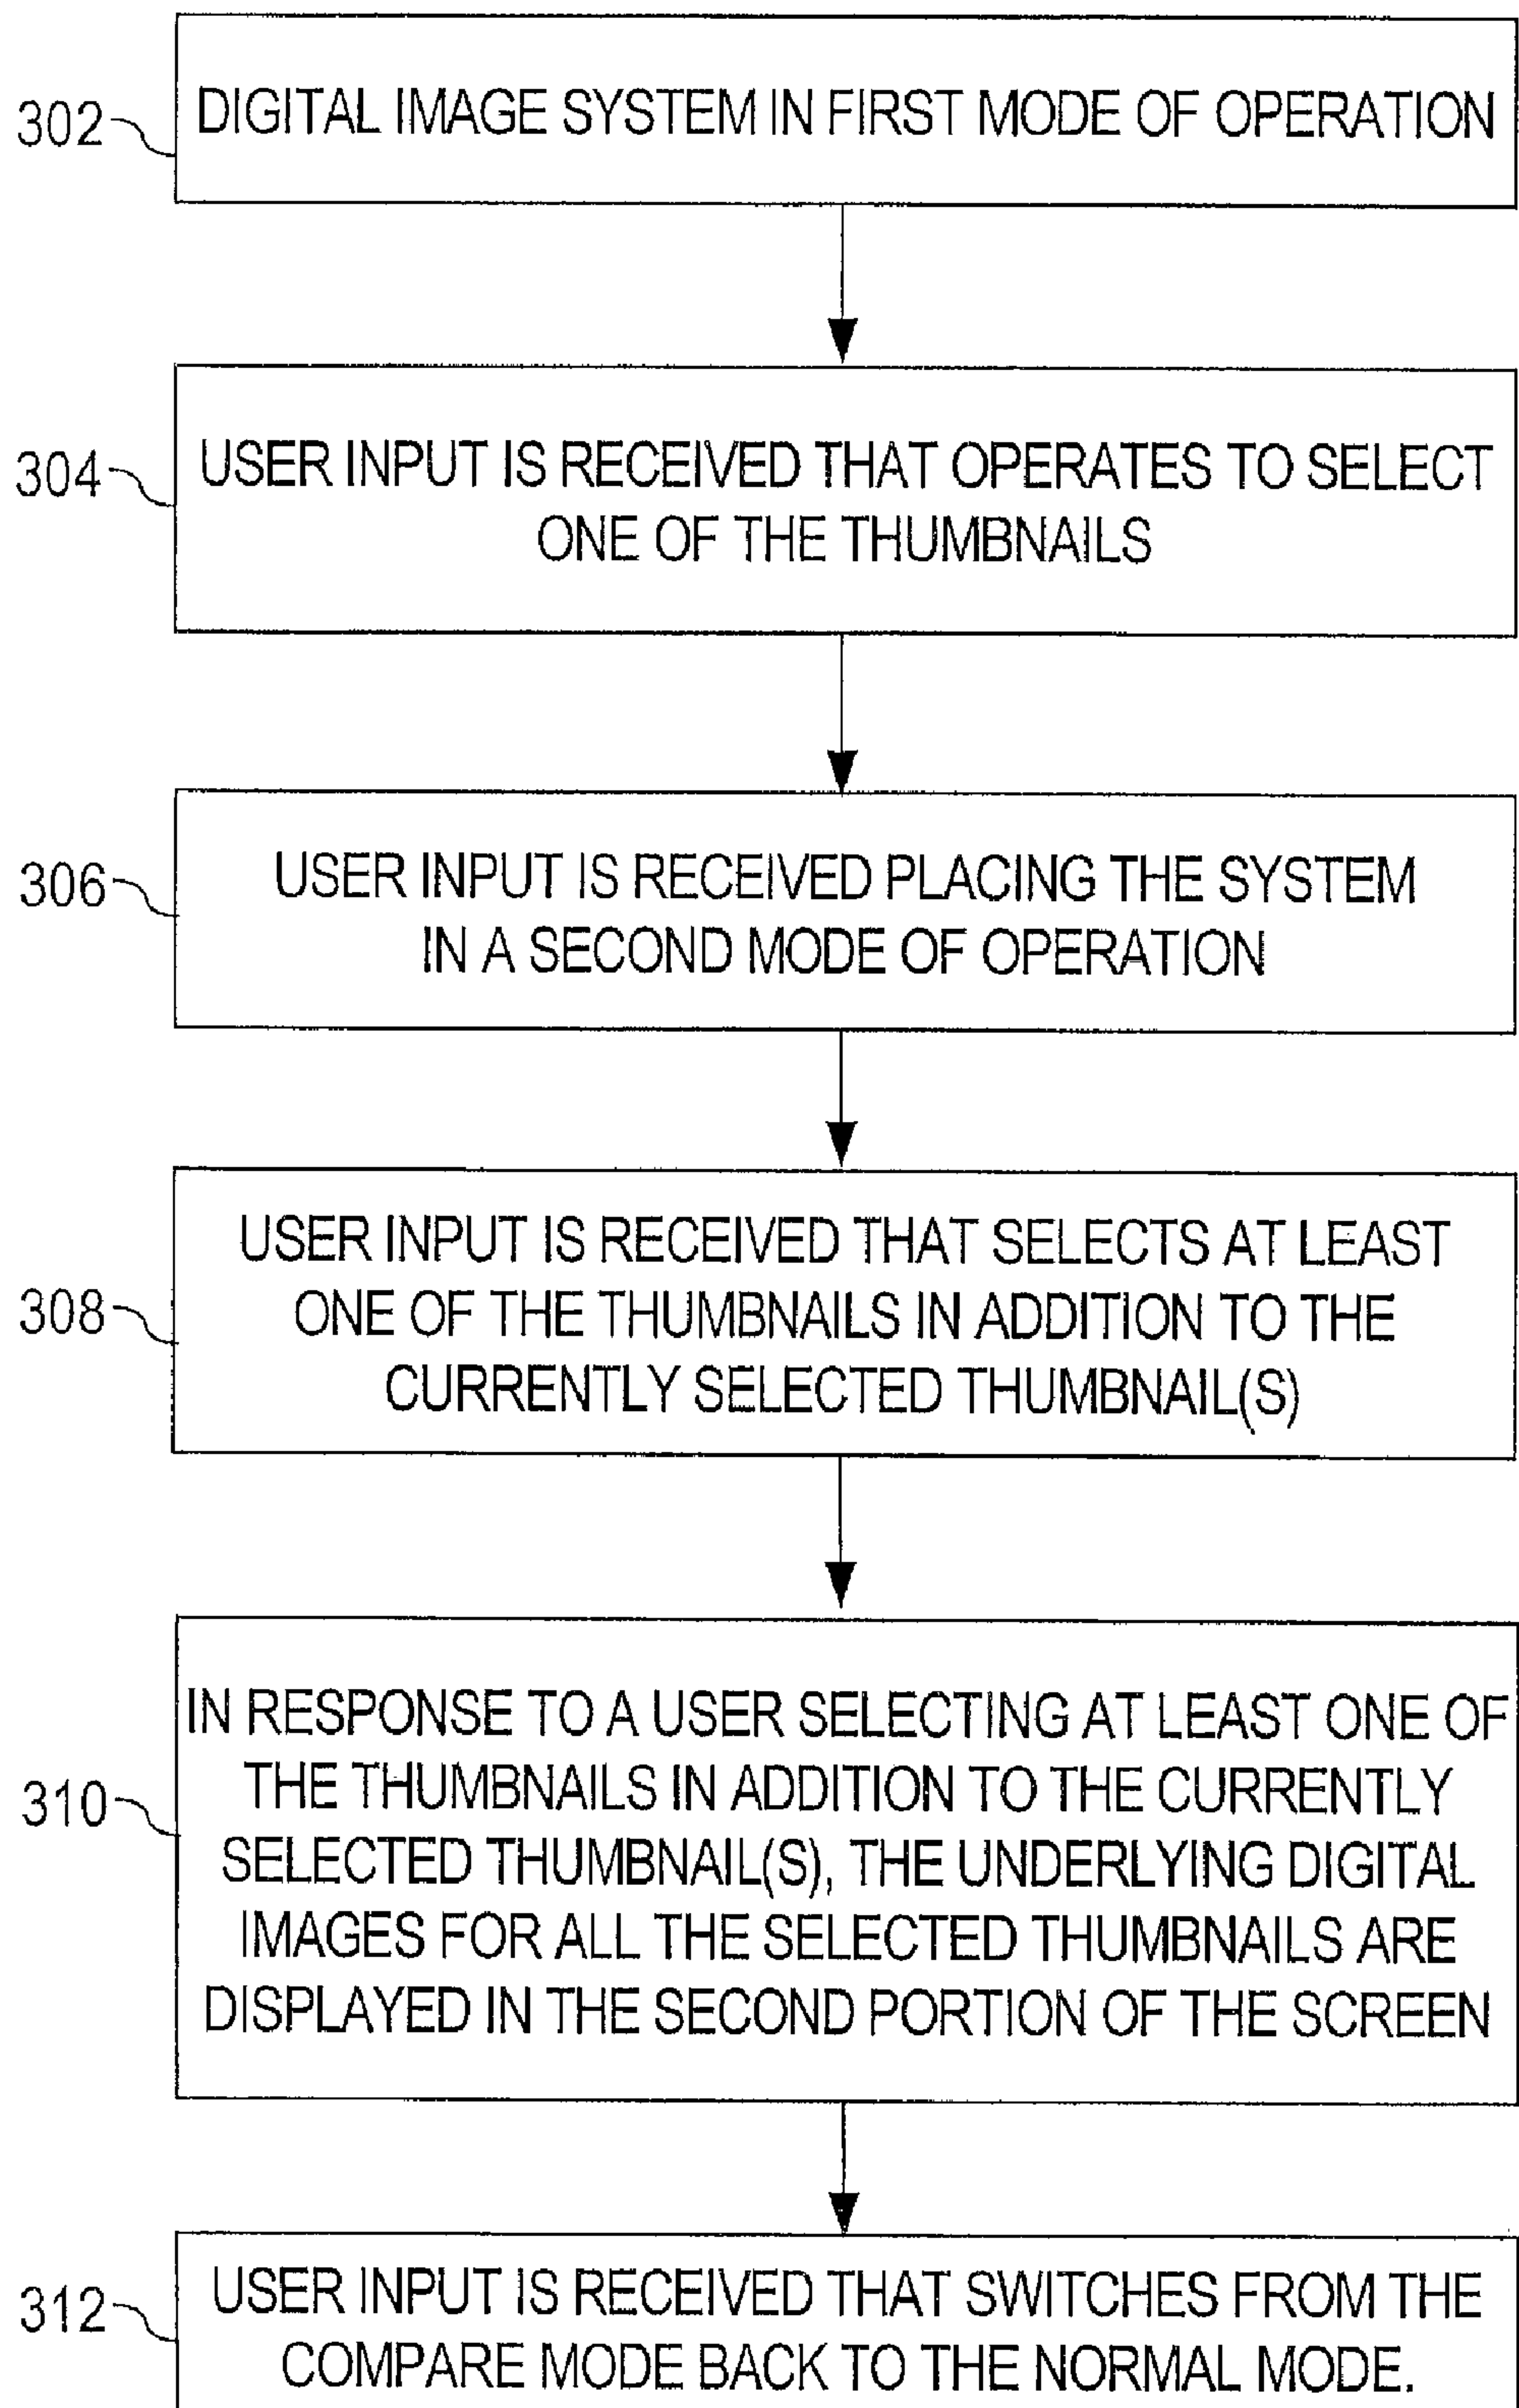 302
DIGITAL IMAGE SYSTEM IN FIRST MODE OF OPERATION
304
USER INPUT IS RECEIVED THAT OPERATES TO SELECT
ONE OF THE THUMBNAILS
306
USER INPUT IS RECEIVED PLACING THE SYSTEM
IN A SECOND MODE OF OPERATION
308
USER INPUT IS RECEIVED THAT SELECTS AT LEAST
ONE OF THE THUMBNAILS IN ADDITION TO THE
CURRENTLY SELECTED THUMBNAIL(S)
310
IN RESPONSE TO A USER SELECTING AT LEAST ONE OF
THE THUMBNAILS IN ADDITION TO THE CURRENTLY
SELECTED THUMBNAIL(S), THE UNDERLYING DIGITAL
IMAGES FOR ALL THE SELECTED THUMBNAILS ARE
DISPLAYED IN THE SECOND PORTION OF THE SCREEN
312
USER INPUT IS RECEIVED THAT SWITCHES FROM THE
COMPARE MODE BACK TO THE NORMAL MODE.